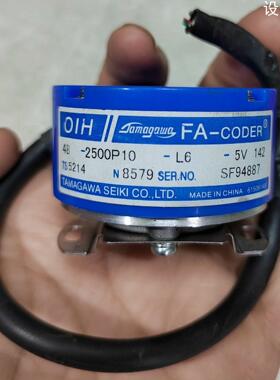 设
OIH Tamagawa FA-CODER®
48 -2500P10 -L6 -5V 142
TS5214 N8579 SER.NO. SF94887
TAMAGAWA SEIKI CO.,LTD. MADE IN CHINA